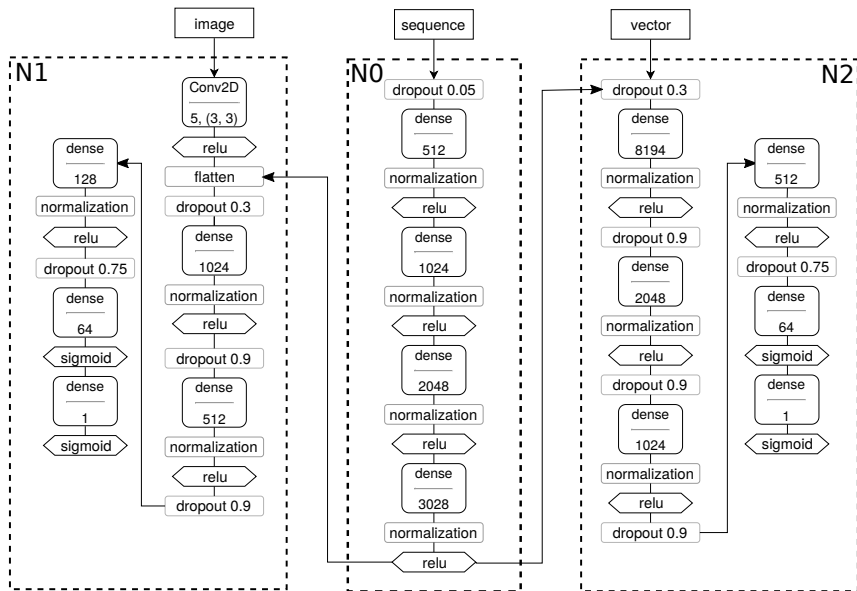 image
sequence
vector
N1
Conv2D
5, (3, 3)
relu
flatten
dropout 0.3
dense
1024
normalization
relu
dropout 0.9
dense
512
normalization
relu
dropout 0.9
dense
128
normalization
relu
dropout 0.75
dense
64
sigmoid
dense
1
sigmoid
N0
dropout 0.05
dense
512
normalization
relu
dense
1024
normalization
relu
dense
2048
normalization
relu
dense
3028
normalization
relu
N2
dropout 0.3
dense
8194
normalization
relu
dropout 0.9
dense
2048
normalization
relu
dropout 0.9
dense
1024
normalization
relu
dropout 0.9
dense
512
normalization
relu
dropout 0.75
dense
64
sigmoid
dense
1
sigmoid